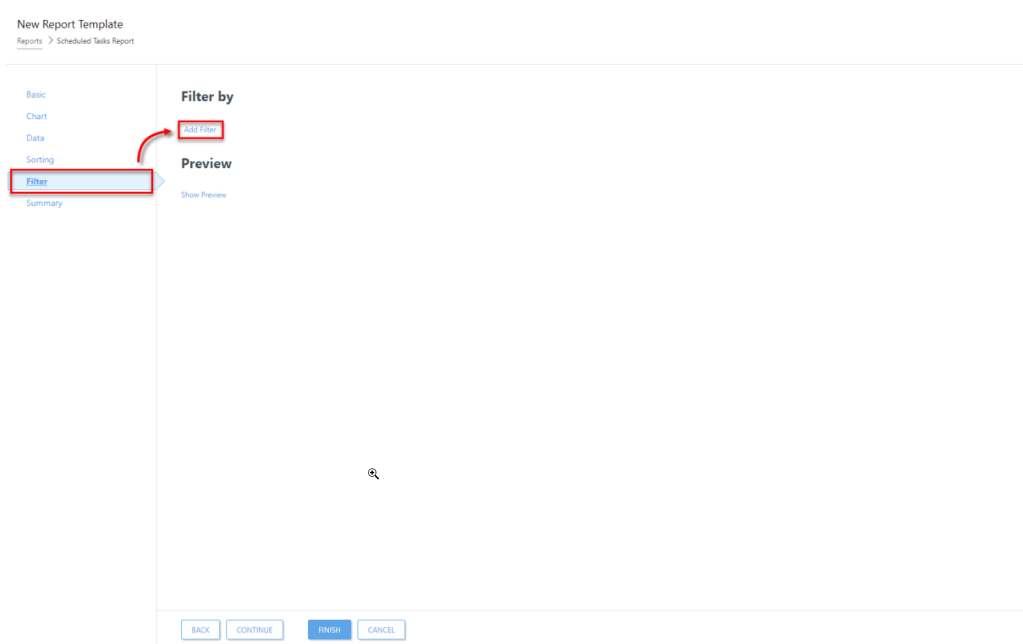 New Report Template
Reports > Scheduled Tasks Report
Basic
Chart
Data
Sorting
Filter
Summary
Filter by
Add Filter
Preview
Show Preview
BACK CONTINUE FINISH CANCEL